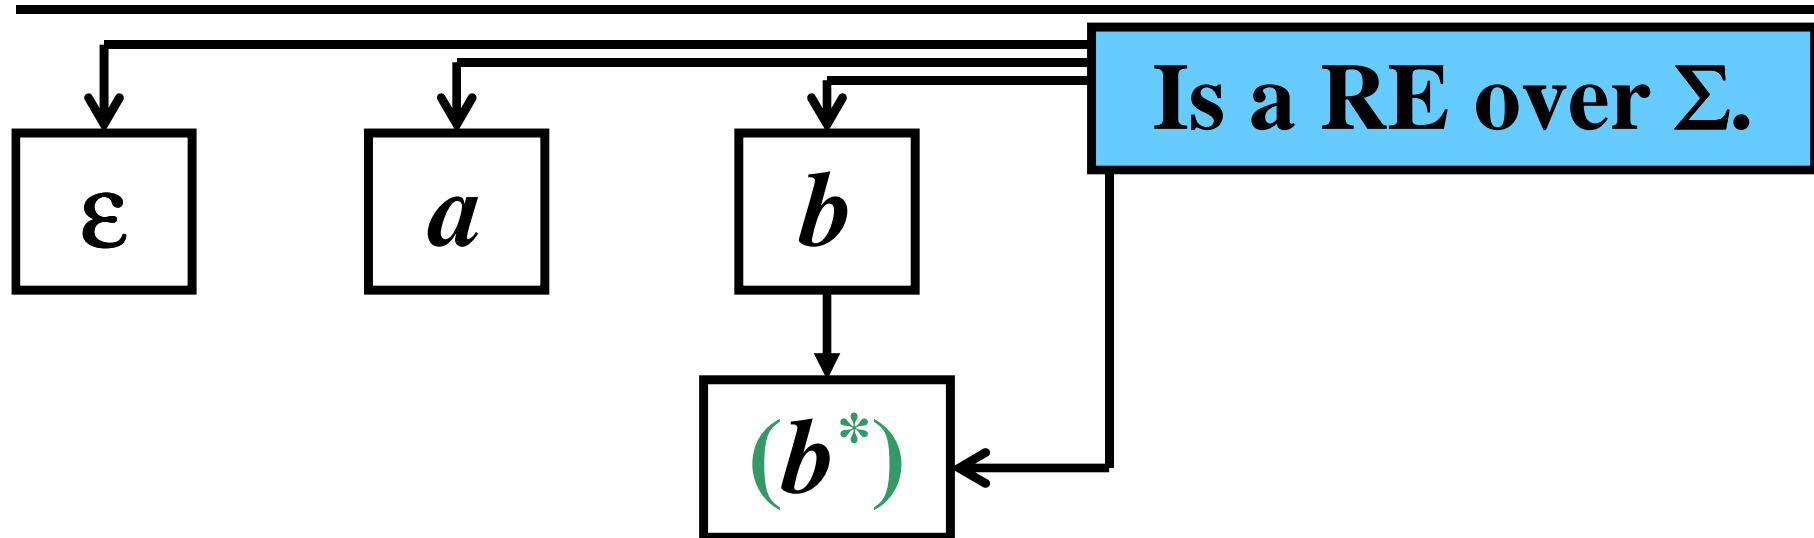 Is a RE over Σ.
ε
a
b
(b*)